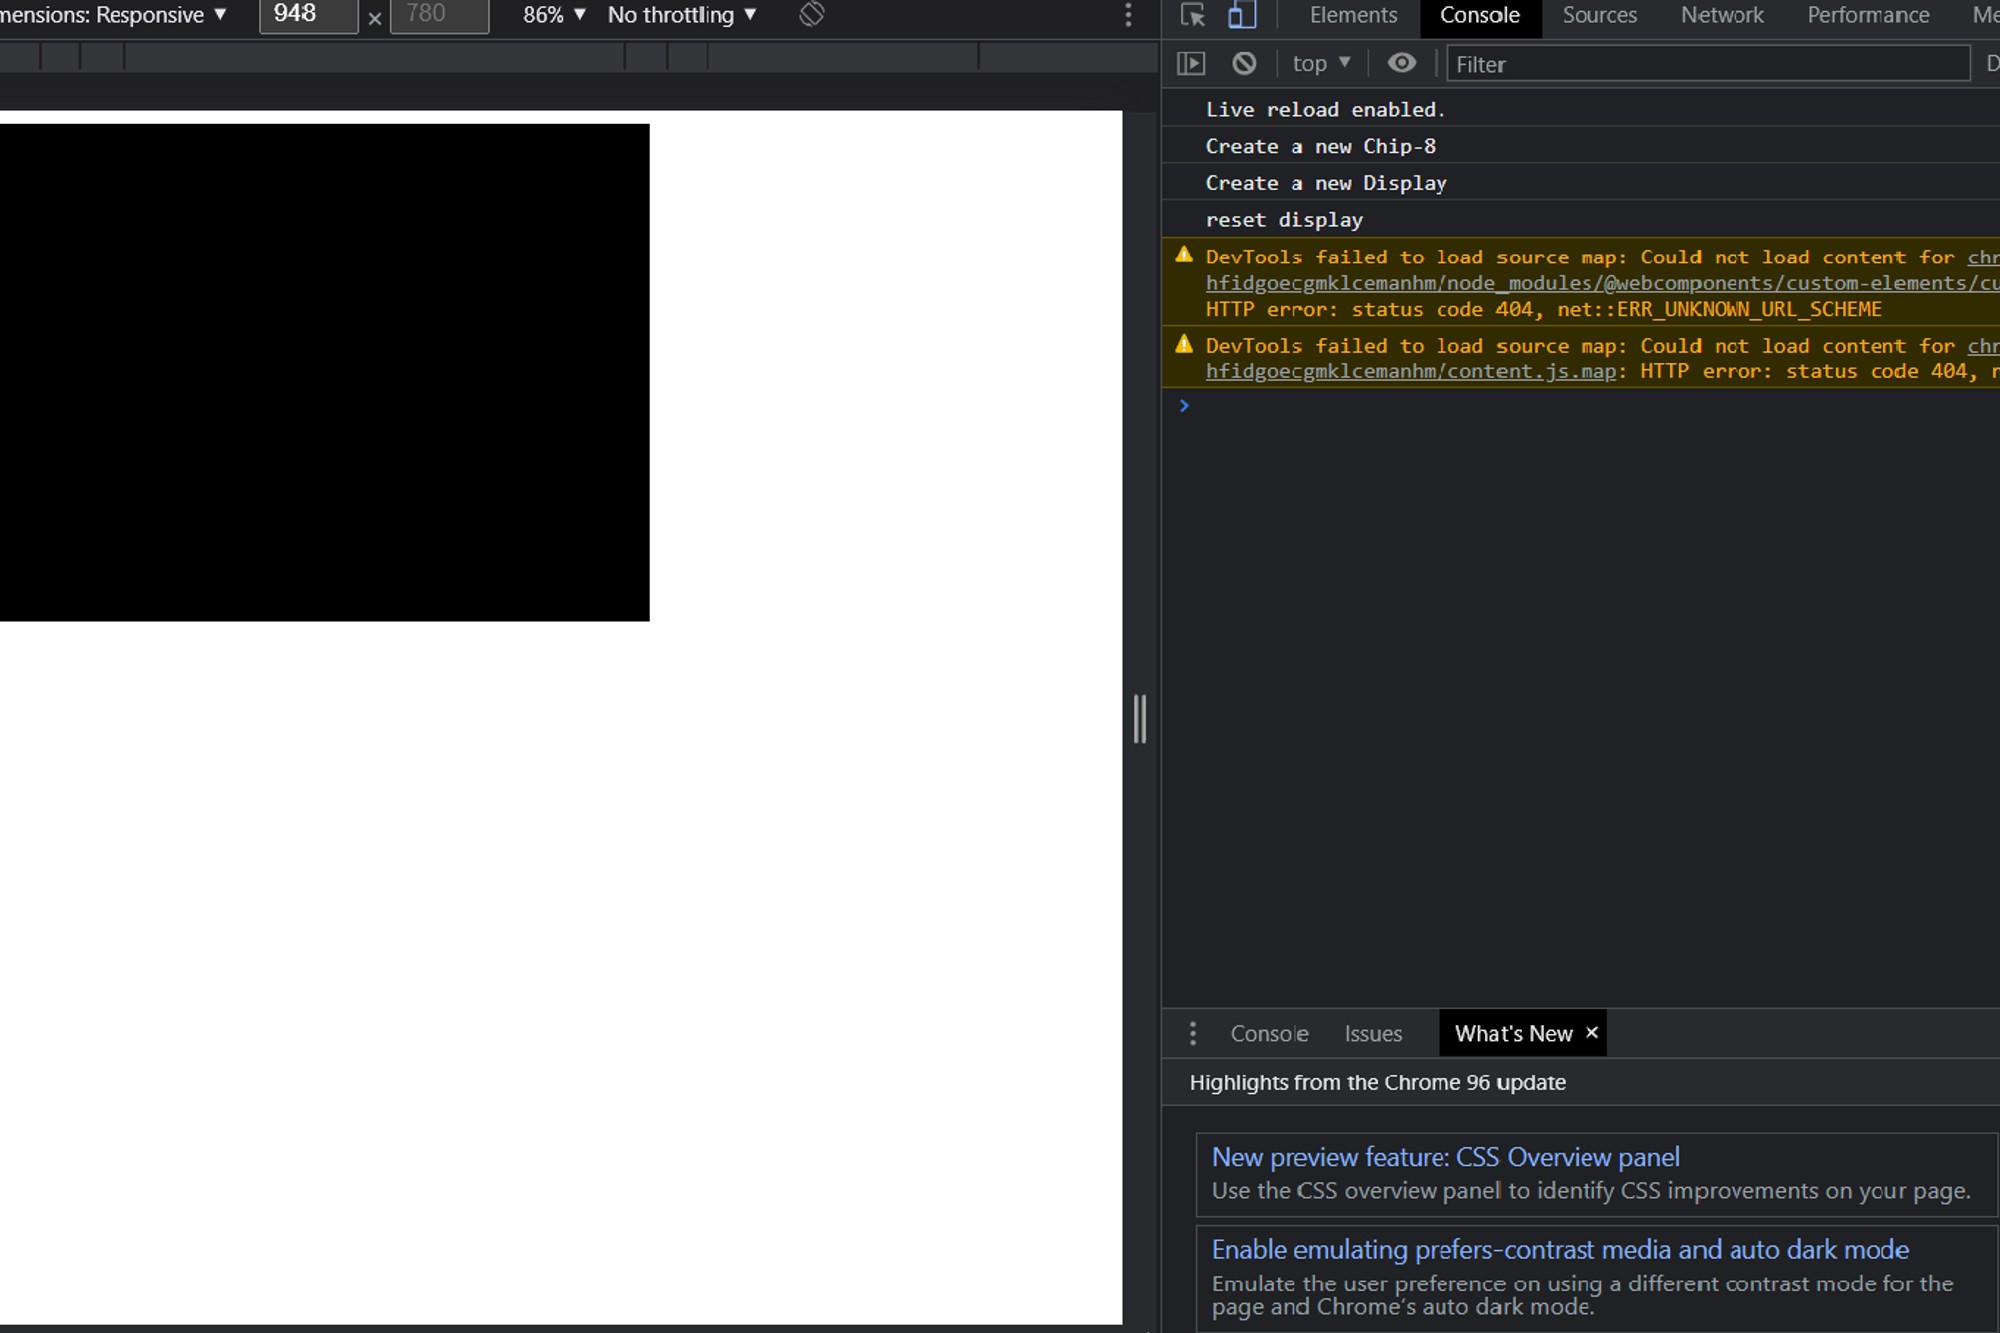 mensions: Responsive ▼ 948 × 780 86% ▼ No throttling ▼
Elements Console Sources Network Performance Me
top ▼ Filter D
Live reload enabled.
Create a new Chip-8
Create a new Display
reset display
DevTools failed to load source map: Could not load content for chr
hfidgoecgmklcemanhm/node_modules/@webcomponents/custom-elements/cu
HTTP error: status code 404, net::ERR_UNKNOWN_URL_SCHEME
DevTools failed to load source map: Could not load content for chr
hfidgoecgmklcemanhm/content.js.map: HTTP error: status code 404, n
Console Issues What's New ×
Highlights from the Chrome 96 update
New preview feature: CSS Overview panel
Use the CSS overview panel to identify CSS improvements on your page.
Enable emulating prefers-contrast media and auto dark mode
Emulate the user preference on using a different contrast mode for the
page and Chrome's auto dark mode.